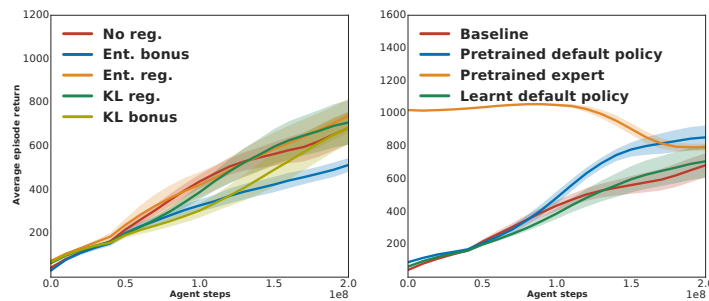 1200
1000
800
600
400
200
Average episode return
No reg.
Ent. bonus
Ent. reg.
KL reg.
KL bonus
0.0
0.5
1.0
1.5
2.0
1e8
Agent steps
1600
1400
1200
1000
800
600
400
200
Baseline
Pretrained default policy
Pretrained expert
Learnt default policy
0.0
0.5
1.0
1.5
2.0
1e8
Agent steps